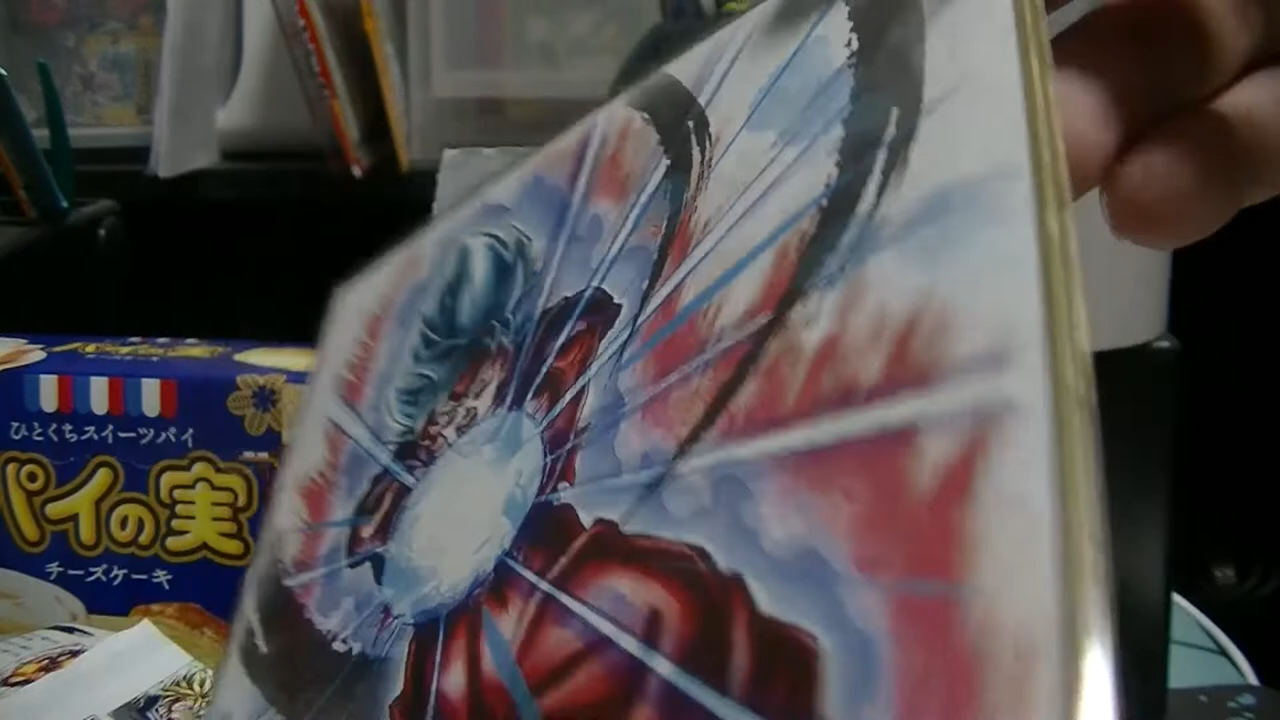 ひとくちスイーツパイ
パイの実
チーズケーキ